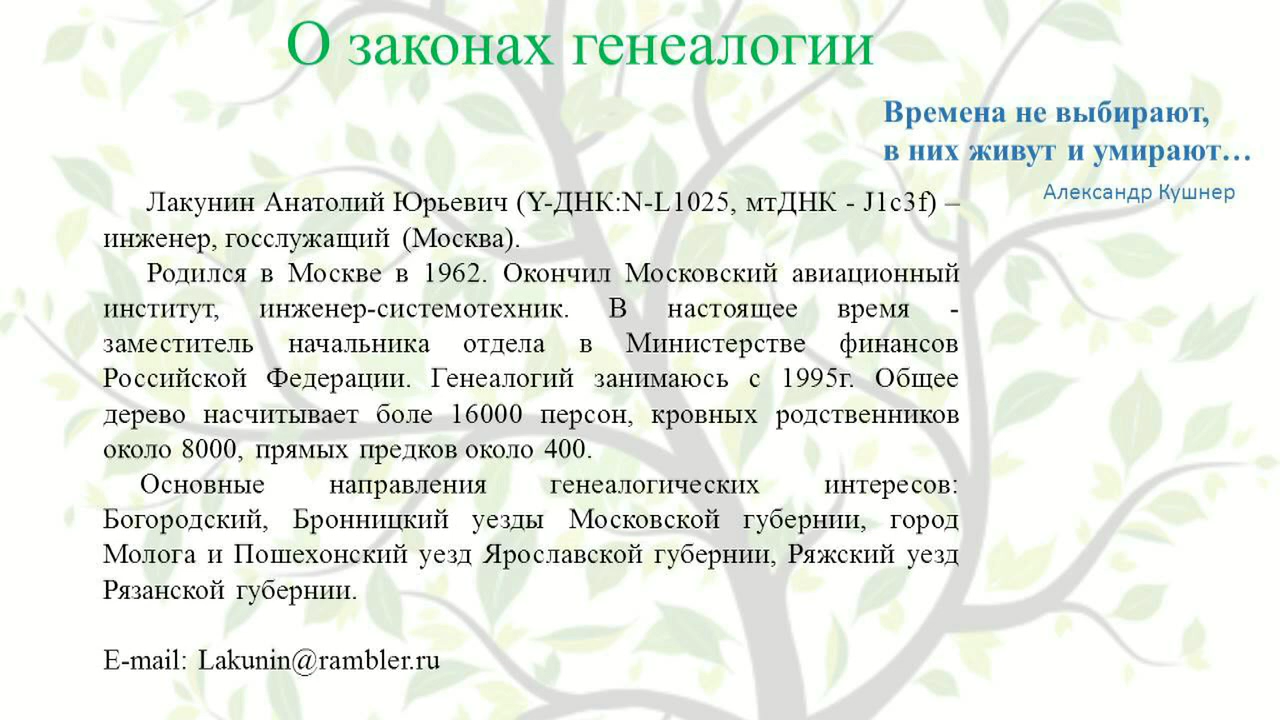 О законах генеалогии
Времена не выбирают,
в них живут и умирают…
Александр Кушнер
Лакунин Анатолий Юрьевич (Y-ДНК:N-L1025, мтДНК - J1c3f) –
инженер, госслужащий (Москва).
Родился в Москве в 1962. Окончил Московский авиационный
институт, инженер-системотехник. В настоящее время -
заместитель начальника отдела в Министерстве финансов
Российской Федерации. Генеалогий занимаюсь с 1995г. Общее
дерево насчитывает боле 16000 персон, кровных родственников
около 8000, прямых предков около 400.
Основные направления генеалогических интересов:
Богородский, Бронницкий уезды Московской губернии, город
Молога и Пошехонский уезд Ярославской губернии, Ряжский уезд
Рязанской губернии.
E-mail: Lakunin@rambler.ru